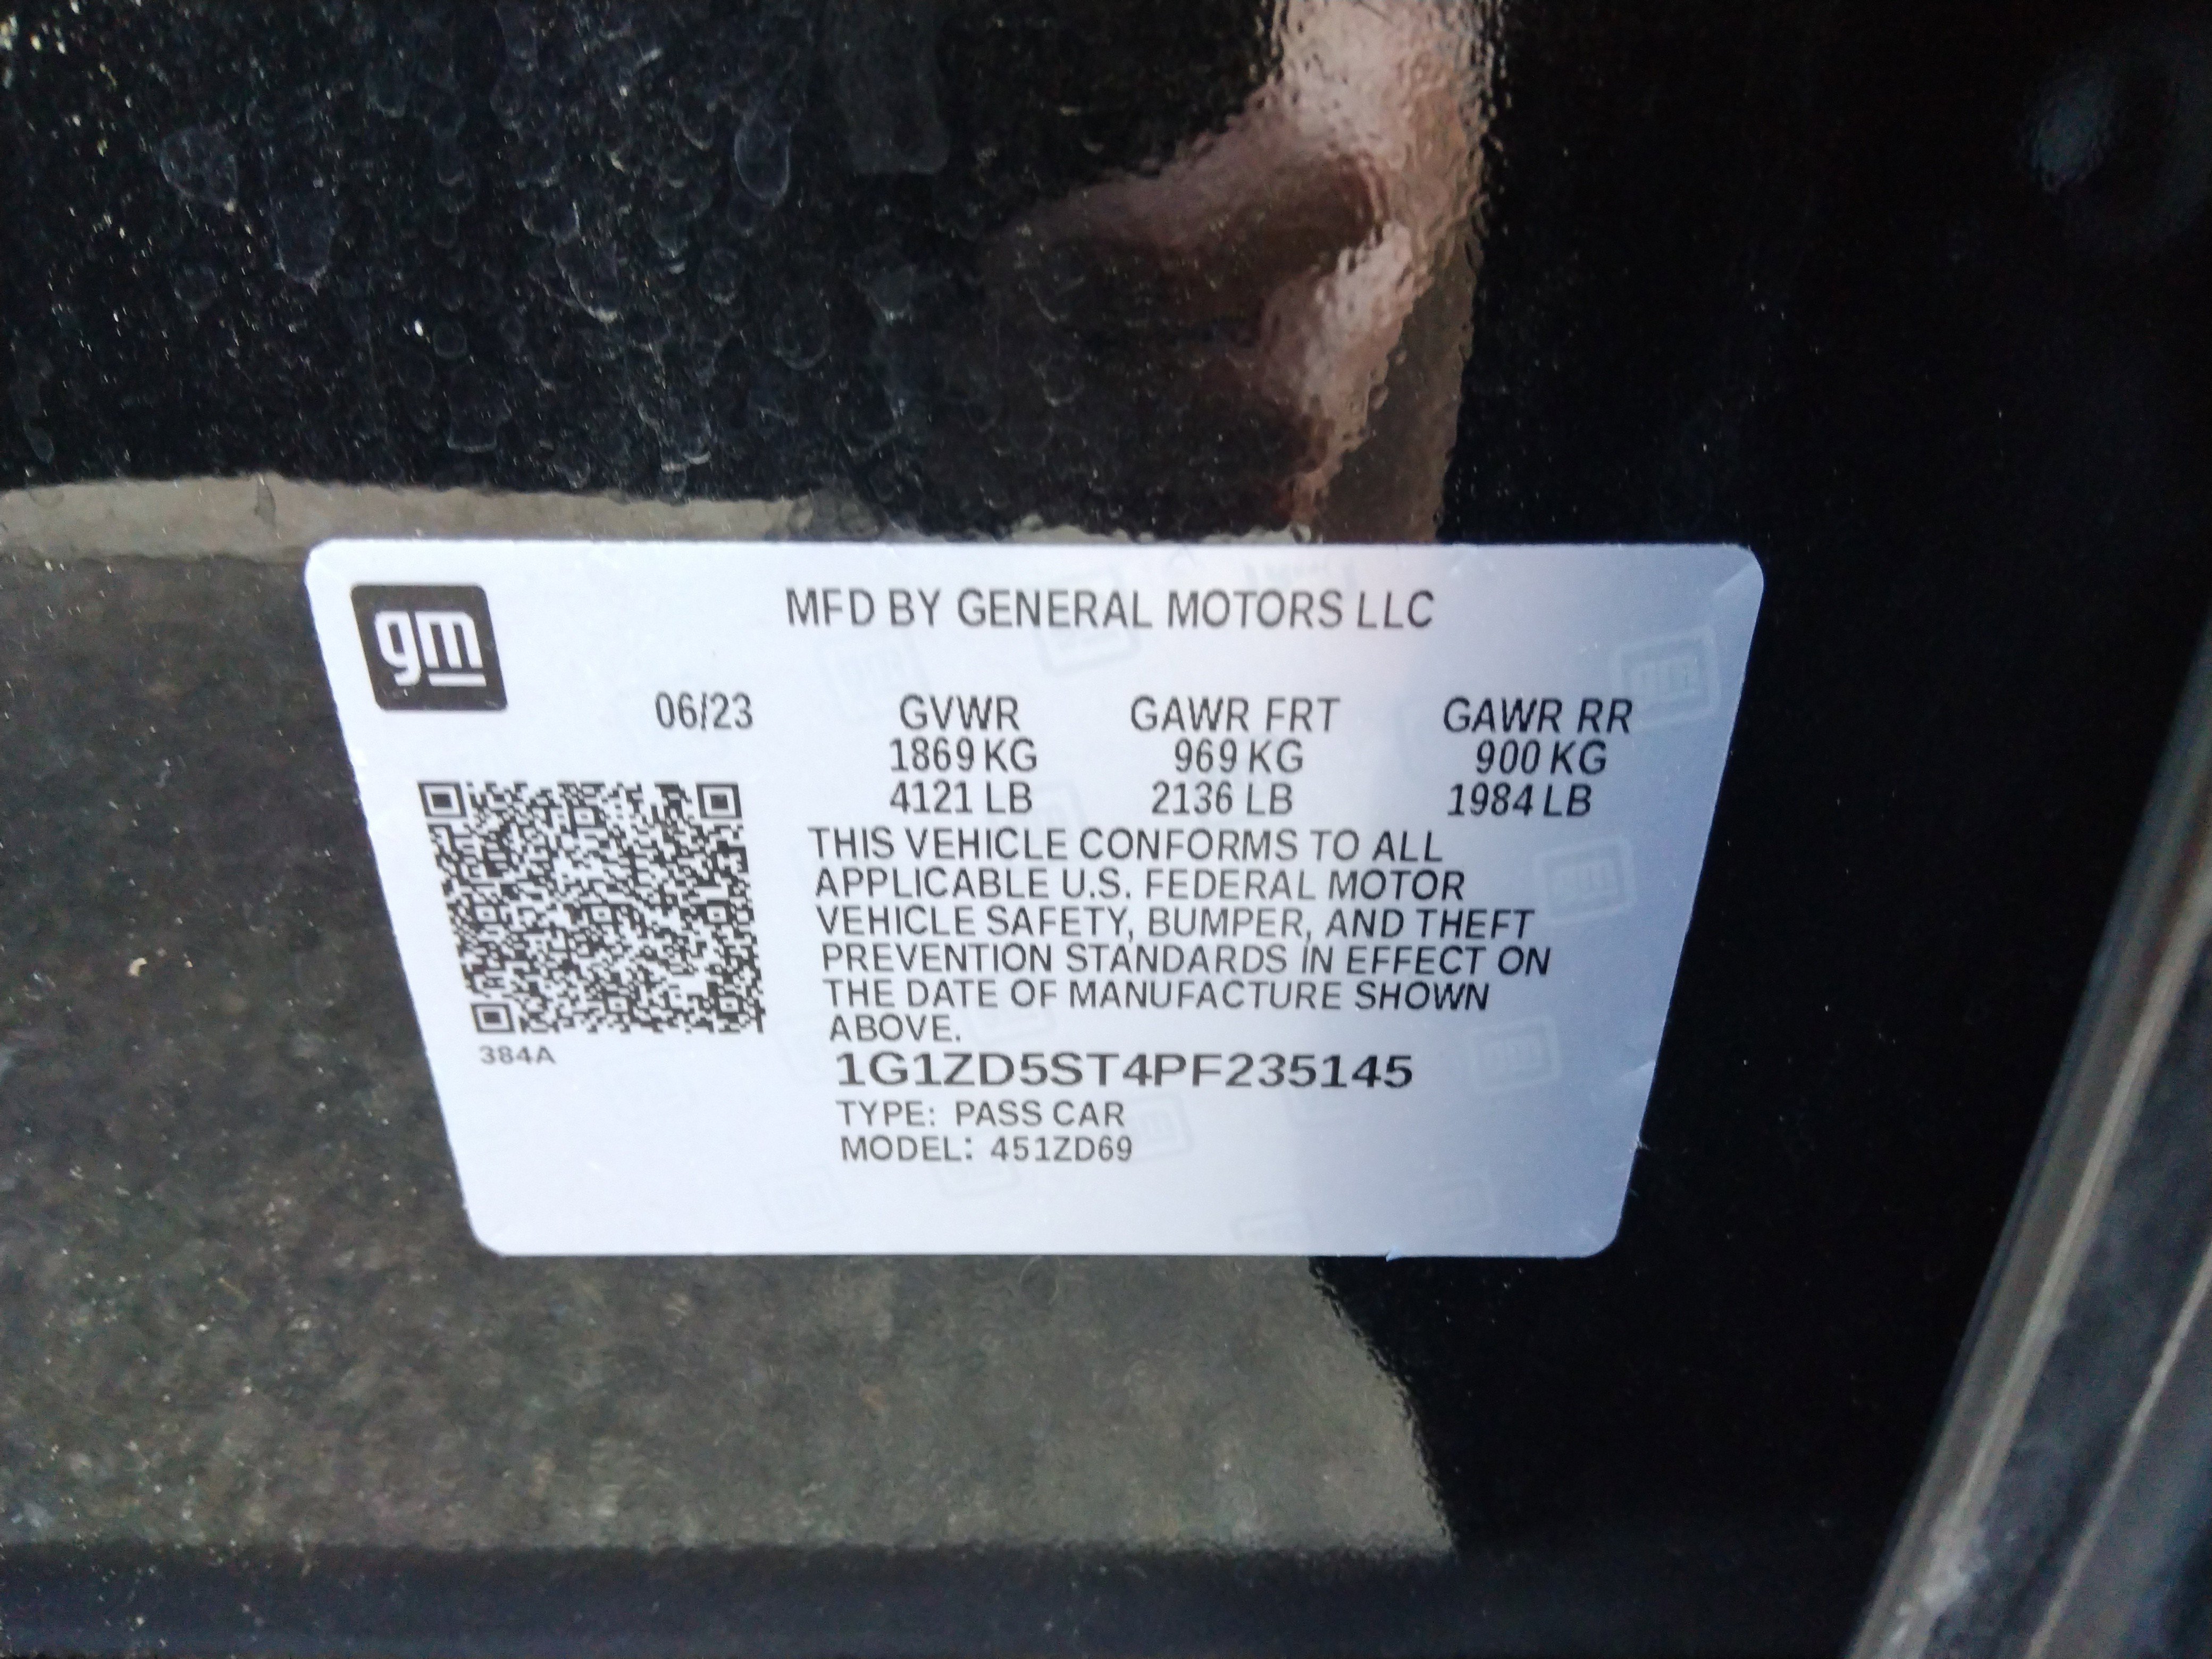 gm
MFD BY GENERAL MOTORS LLC
06/23 GVWR GAWR FRT GAWR RR
1869 KG 969 KG 900 KG
4121 LB 2136 LB 1984 LB
THIS VEHICLE CONFORMS TO ALL
APPLICABLE U.S. FEDERAL MOTOR
VEHICLE SAFETY, BUMPER, AND THEFT
PREVENTION STANDARDS IN EFFECT ON
THE DATE OF MANUFACTURE SHOWN
ABOVE.
384A
1G1ZD5ST4PF235145
TYPE: PASS CAR
MODEL: 451ZD69